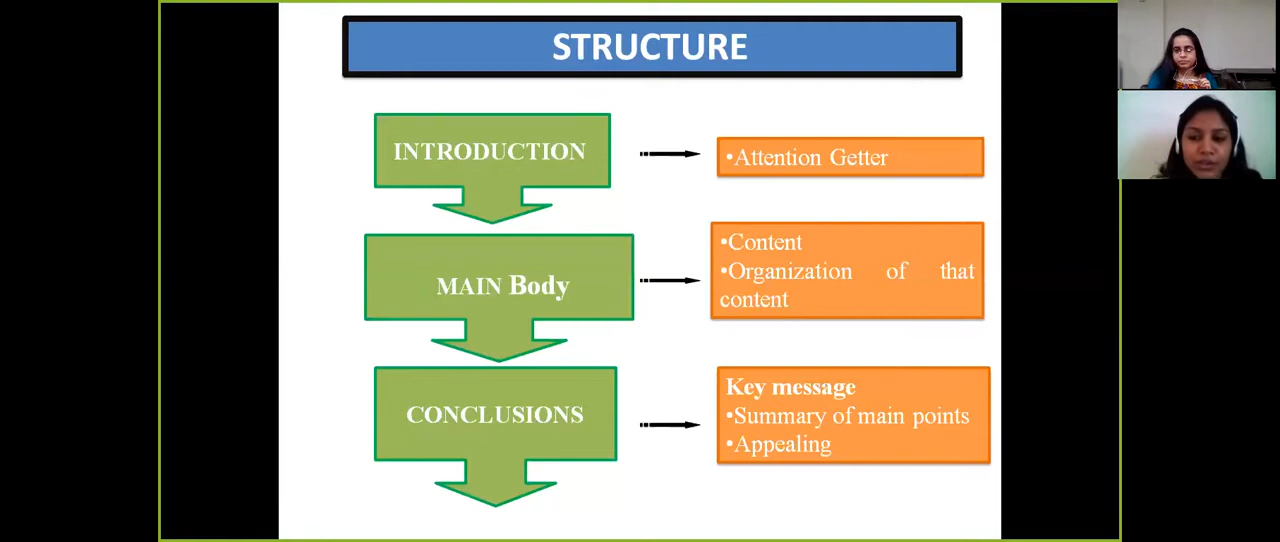 STRUCTURE
INTRODUCTION
•Attention Getter
MAIN Body
•Content
•Organization of that
content
CONCLUSIONS
Key message
•Summary of main points
•Appealing